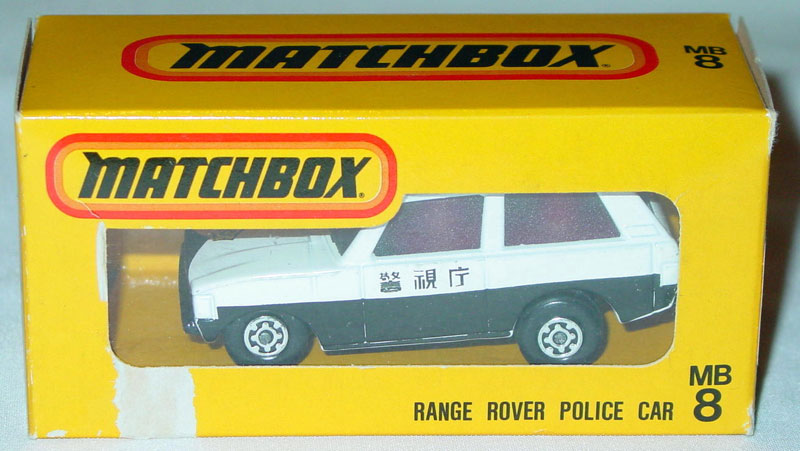 MATCHBOX
MB
8
MATCHBOX
警視庁
RANGE ROVER POLICE CAR
MB
8